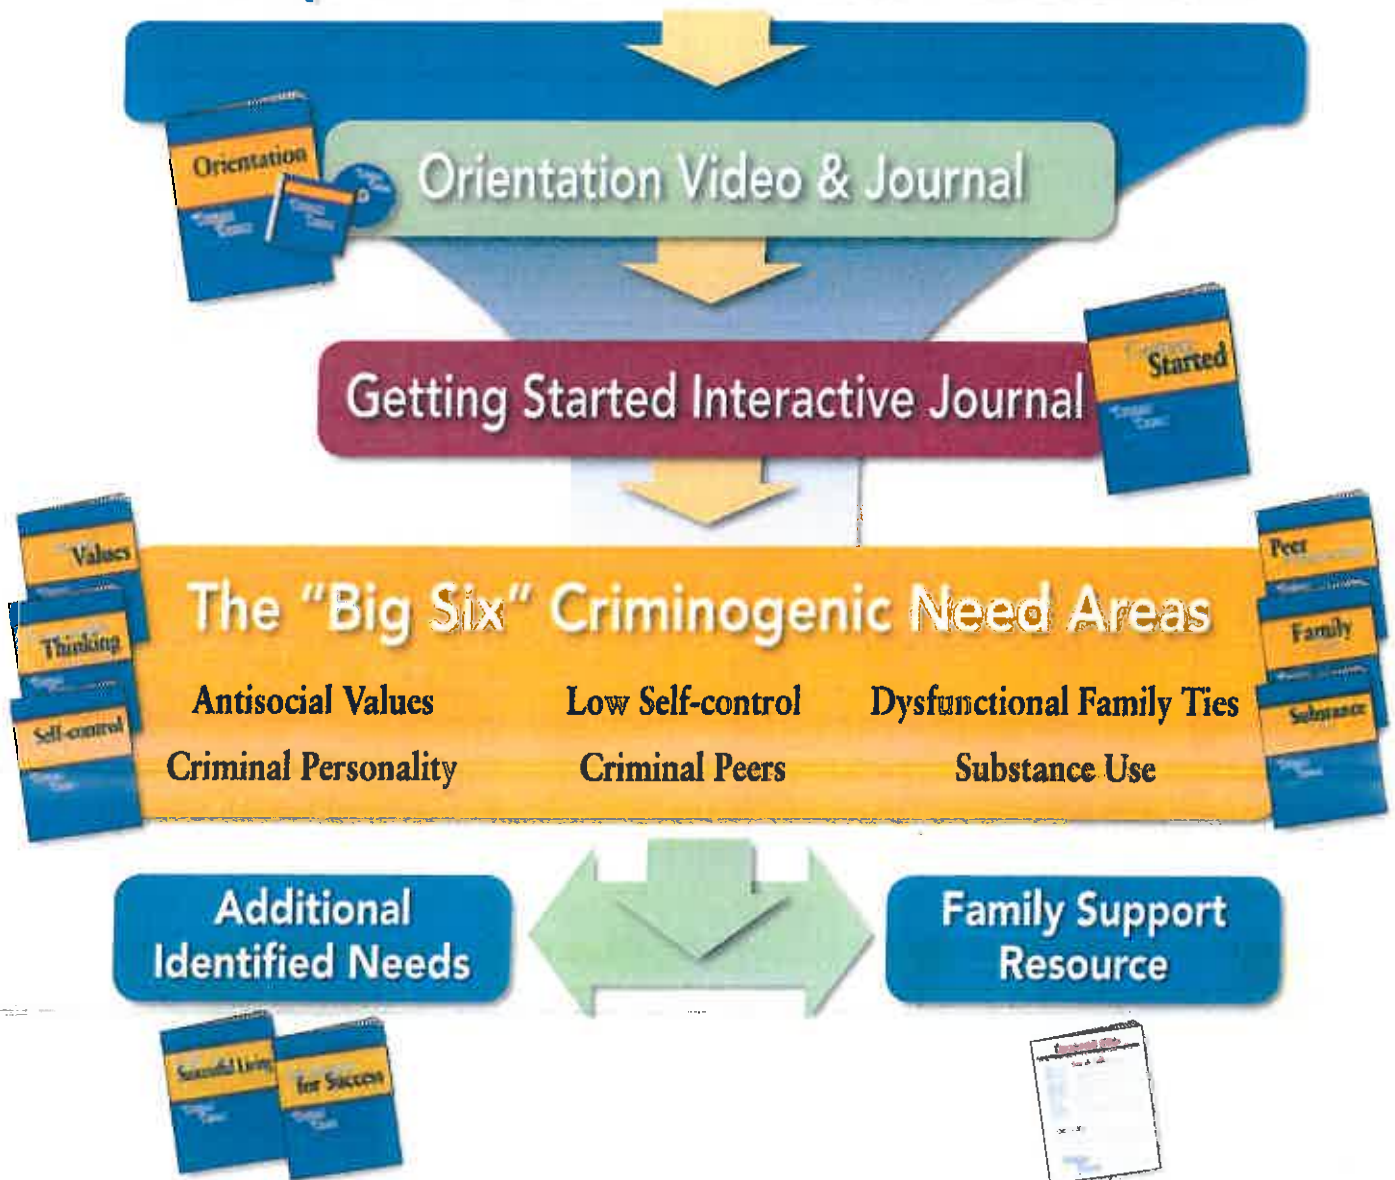 Orientation
Orientation Video & Journal
Getting Started Interactive Journal
Started
Values
Thinking
Self-control
The "Big Six" Criminogenic Need Areas
Antisocial Values
Low Self-control
Dysfunctional Family Ties
Criminal Personality
Criminal Peers
Substance Use
Peer
Family
Substance
Additional
Identified Needs
Family Support
Resource
Successful Living
for Success